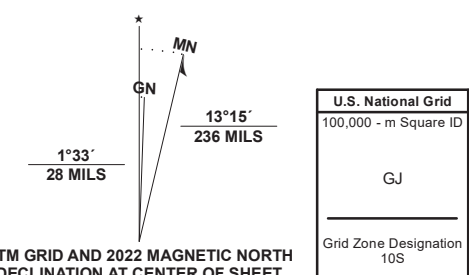 ★
MN
GN
13°15´
236 MILS
1°33´
28 MILS
TM GRID AND 2022 MAGNETIC NORTH
DECLINATION AT CENTER OF SHEET
U.S. National Grid
100,000 - m Square ID
GJ
Grid Zone Designation
10S